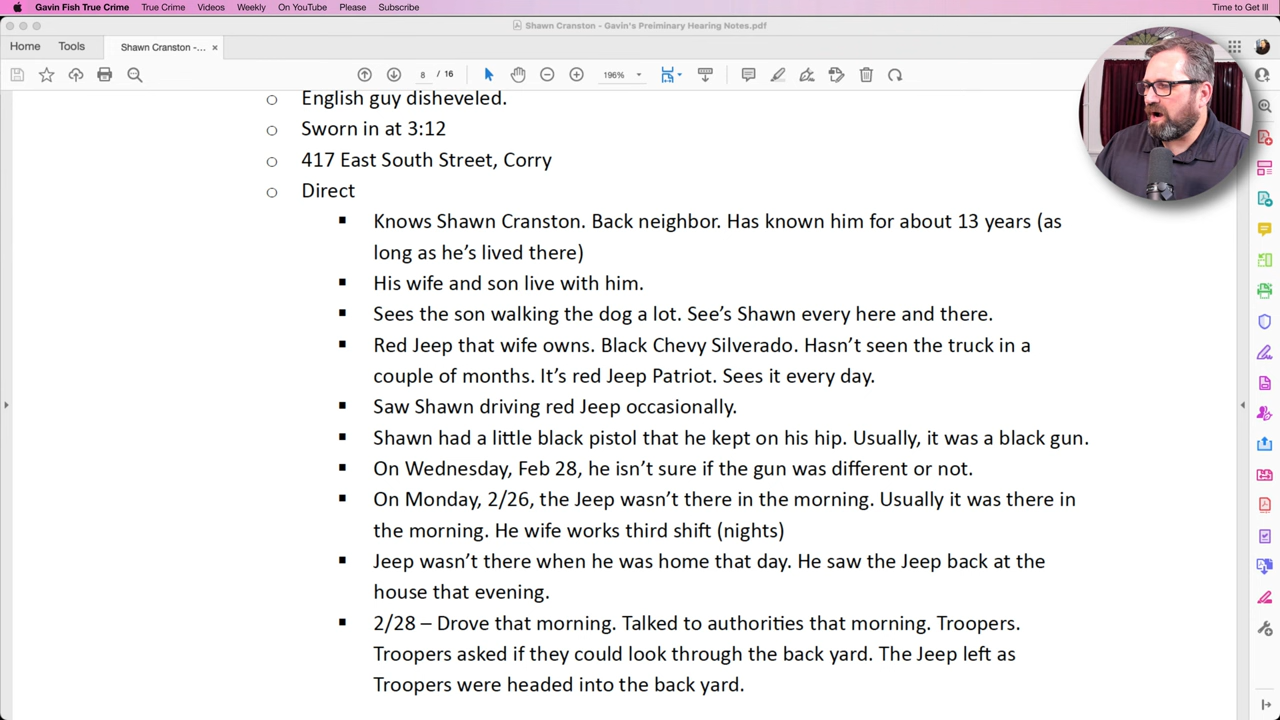 Gavin Fish True Crime True Crime Videos Weekly On YouTube Please Subscribe Time to Get Ill
Shawn Cranston - Gavin's Preiminary Hearing Notes.pdf
Home Tools Shawn Cranston -... ×
8 / 16 196%
English guy disheveled.
Sworn in at 3:12
417 East South Street, Corry
Direct
Knows Shawn Cranston. Back neighbor. Has known him for about 13 years (as
long as he’s lived there)
His wife and son live with him.
Sees the son walking the dog a lot. See’s Shawn every here and there.
Red Jeep that wife owns. Black Chevy Silverado. Hasn’t seen the truck in a
couple of months. It’s red Jeep Patriot. Sees it every day.
Saw Shawn driving red Jeep occasionally.
Shawn had a little black pistol that he kept on his hip. Usually, it was a black gun.
On Wednesday, Feb 28, he isn’t sure if the gun was different or not.
On Monday, 2/26, the Jeep wasn’t there in the morning. Usually it was there in
the morning. He wife works third shift (nights)
Jeep wasn’t there when he was home that day. He saw the Jeep back at the
house that evening.
2/28 – Drove that morning. Talked to authorities that morning. Troopers.
Troopers asked if they could look through the back yard. The Jeep left as
Troopers were headed into the back yard.